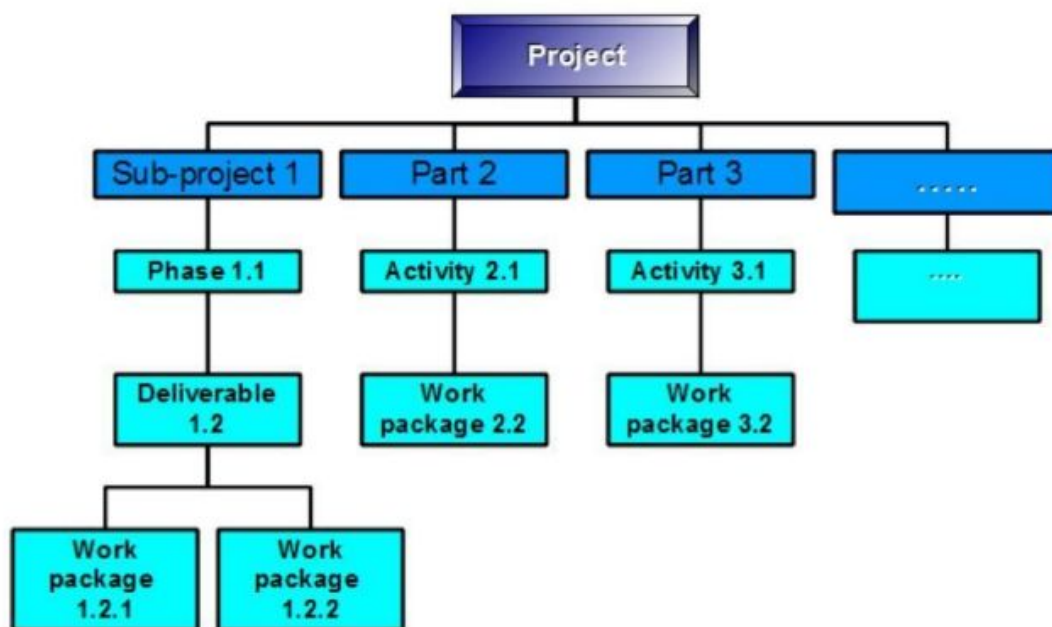 Project
Sub-project 1
Part 2
Part 3
.....
Phase 1.1
Activity 2.1
Activity 3.1
....
Deliverable
1.2
Work
package 2.2
Work
package 3.2
Work
package
1.2.1
Work
package
1.2.2